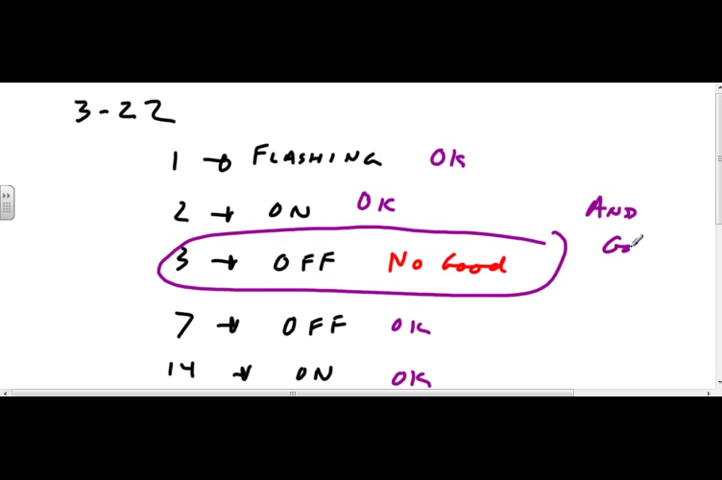 3-22
1 → FLASHING OK
2 → ON OK
AND
3 → OFF No Good
7 → OFF OK
14 → ON OK